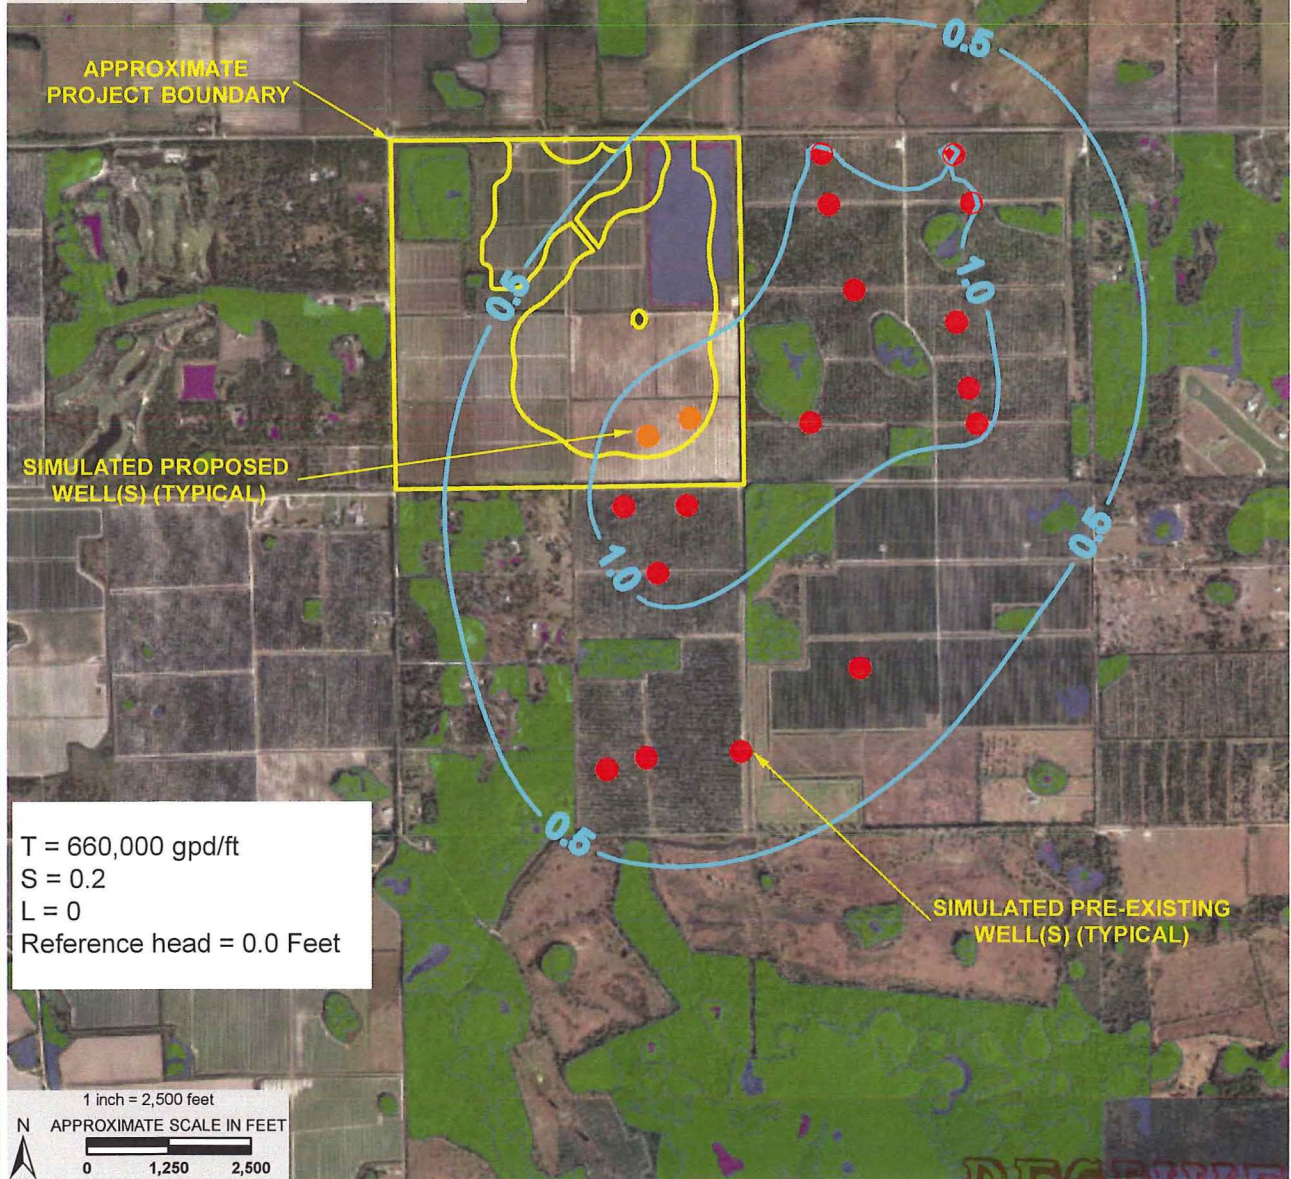 0.5
APPROXIMATE
PROJECT BOUNDARY
1.0
0.5
SIMULATED PROPOSED
WELL(S) (TYPICAL)
0.5
1.0
0.5
T = 660,000 gpd/ft
S = 0.2
L = 0
Reference head = 0.0 Feet
SIMULATED PRE-EXISTING
WELL(S) (TYPICAL)
1 inch = 2,500 feet
N
APPROXIMATE SCALE IN FEET
0 1,250 2,500